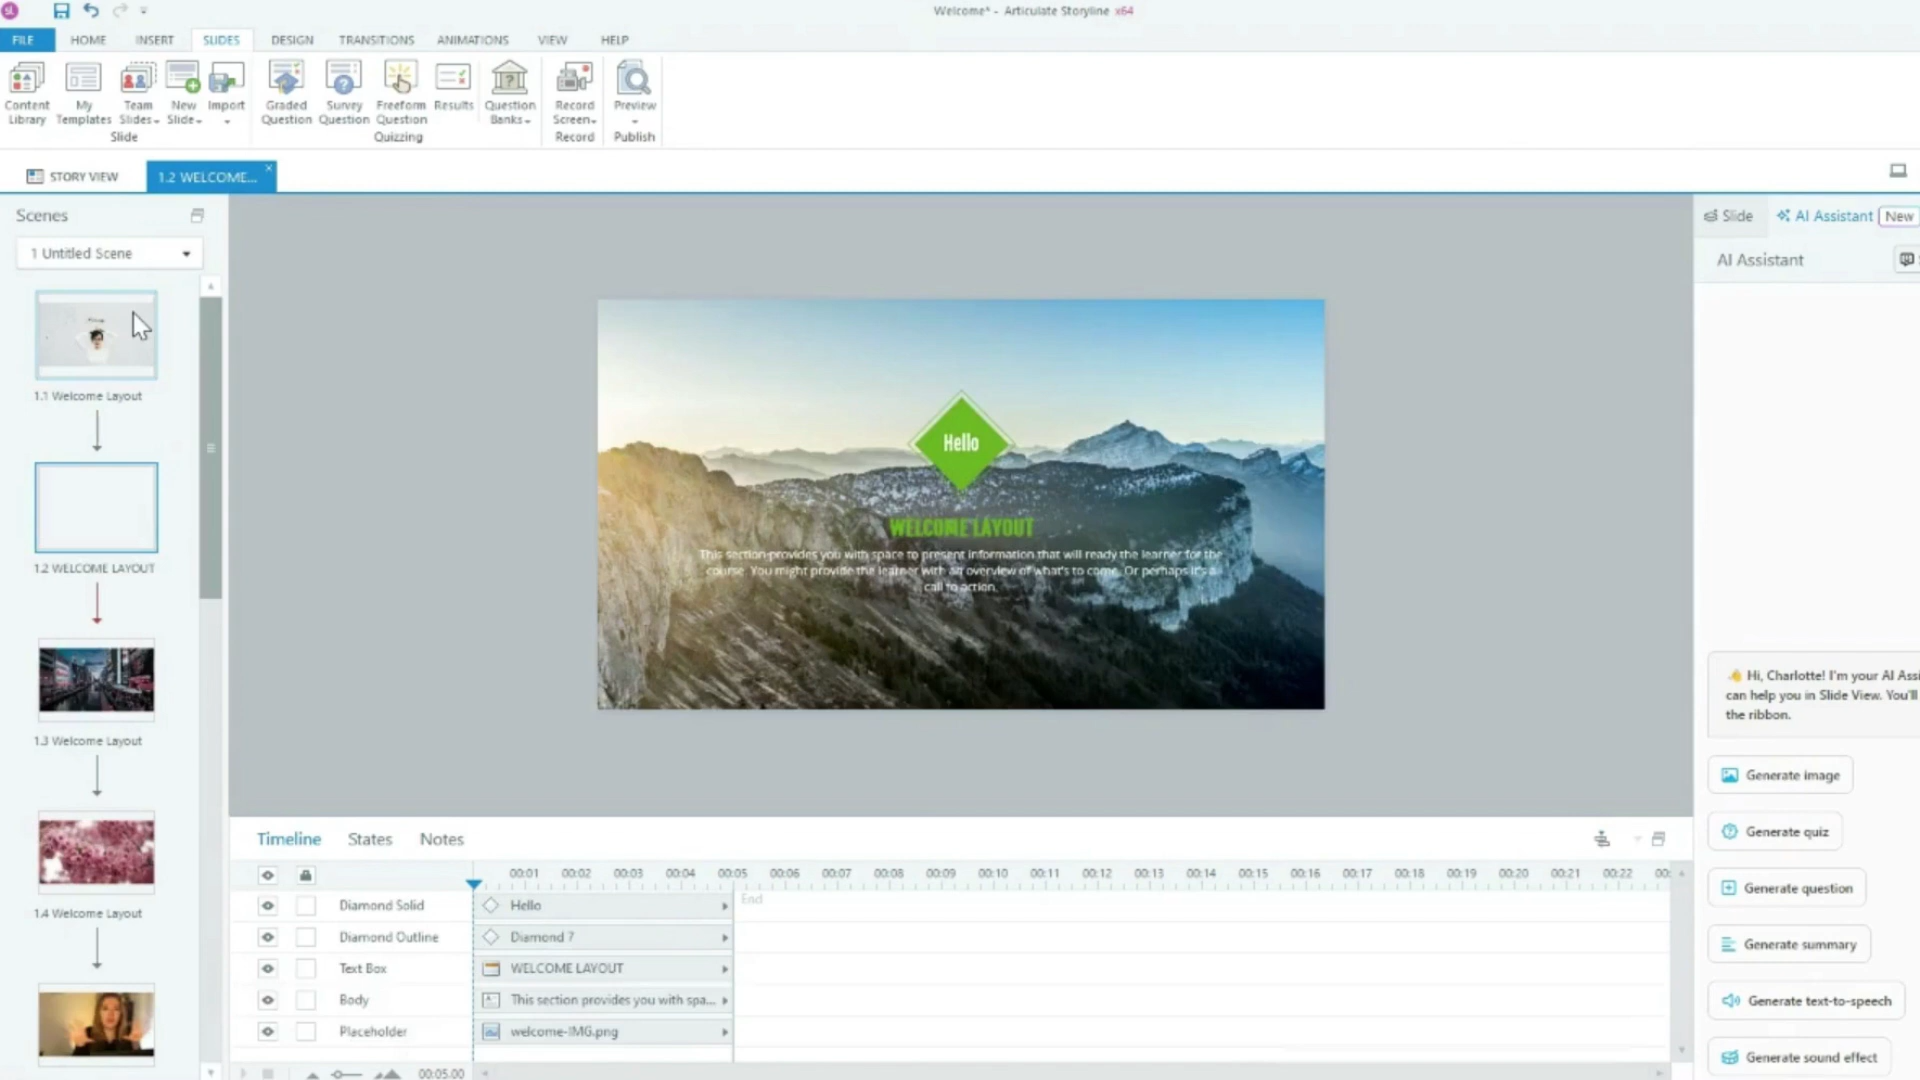 Welcome* - Articulate Storyline x64
FILE HOME INSERT SLIDES DESIGN TRANSITIONS ANIMATIONS VIEW HELP
Content Library
My Templates
Team Slides
New Slide
Import
Slide
Graded Question
Survey Question
Freeform Question
Results
Question Banks
Quizzing
Record Screen
Record
Preview
Publish
STORY VIEW
1.2 WELCOME...
Scenes
1 Untitled Scene
1.1 Welcome Layout
1.2 WELCOME LAYOUT
1.3 Welcome Layout
1.4 Welcome Layout
Hello
WELCOME LAYOUT
This section provides you with space to present information that will ready the learner for the
course. You might provide the learner with an overview of what's to come. Or perhaps it's a
call to action.
Slide
AI Assistant New
AI Assistant
Hi, Charlotte! I'm your AI Assi
can help you in Slide View. You'll
the ribbon.
Generate image
Generate quiz
Generate question
Generate summary
Generate text-to-speech
Generate sound effect
Timeline States Notes
00:01 00:02 00:03 00:04 00:05 00:06 00:07 00:08 00:09 00:10 00:11 00:12 00:13 00:14 00:15 00:16 00:17 00:18 00:19 00:20 00:21 00:22 00:
End
Diamond Solid Hello
Diamond Outline Diamond 7
Text Box WELCOME LAYOUT
Body This section provides you with spa...
Placeholder welcome-IMG.png
00:05.00